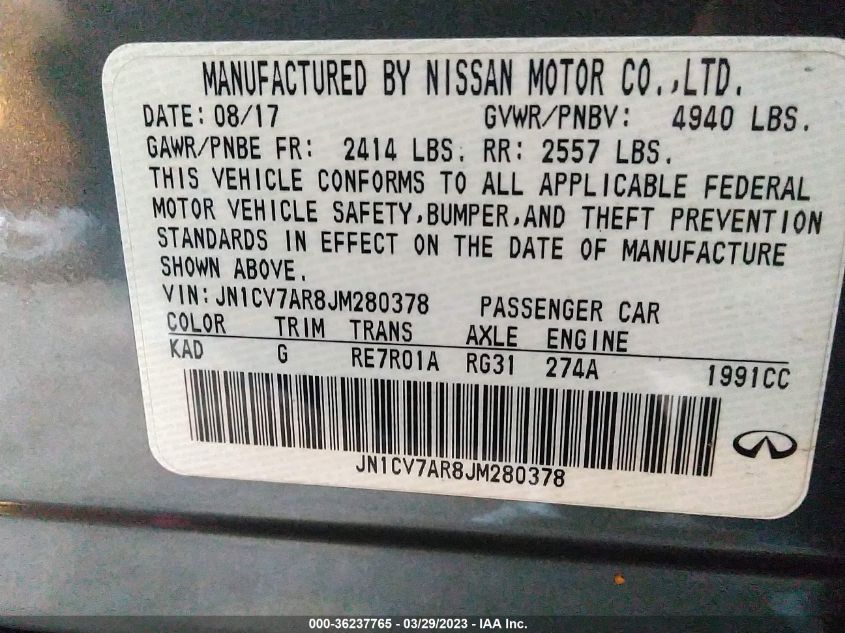 MANUFACTURED BY NISSAN MOTOR CO.,LTD.
DATE: 08/17 GVWR/PNBV: 4940 LBS.
GAWR/PNBE FR: 2414 LBS. RR: 2557 LBS.
THIS VEHICLE CONFORMS TO ALL APPLICABLE FEDERAL
MOTOR VEHICLE SAFETY,BUMPER,AND THEFT PREVENTION
STANDARDS IN EFFECT ON THE DATE OF MANUFACTURE
SHOWN ABOVE.
VIN:JN1CV7AR8JM280378 PASSENGER CAR
COLOR TRIM TRANS AXLE ENGINE
KAD G RE7R01A RG31 274A 1991CC
JN1CV7AR8JM280378
000-36237765 - 03/29/2023 - IAA Inc.